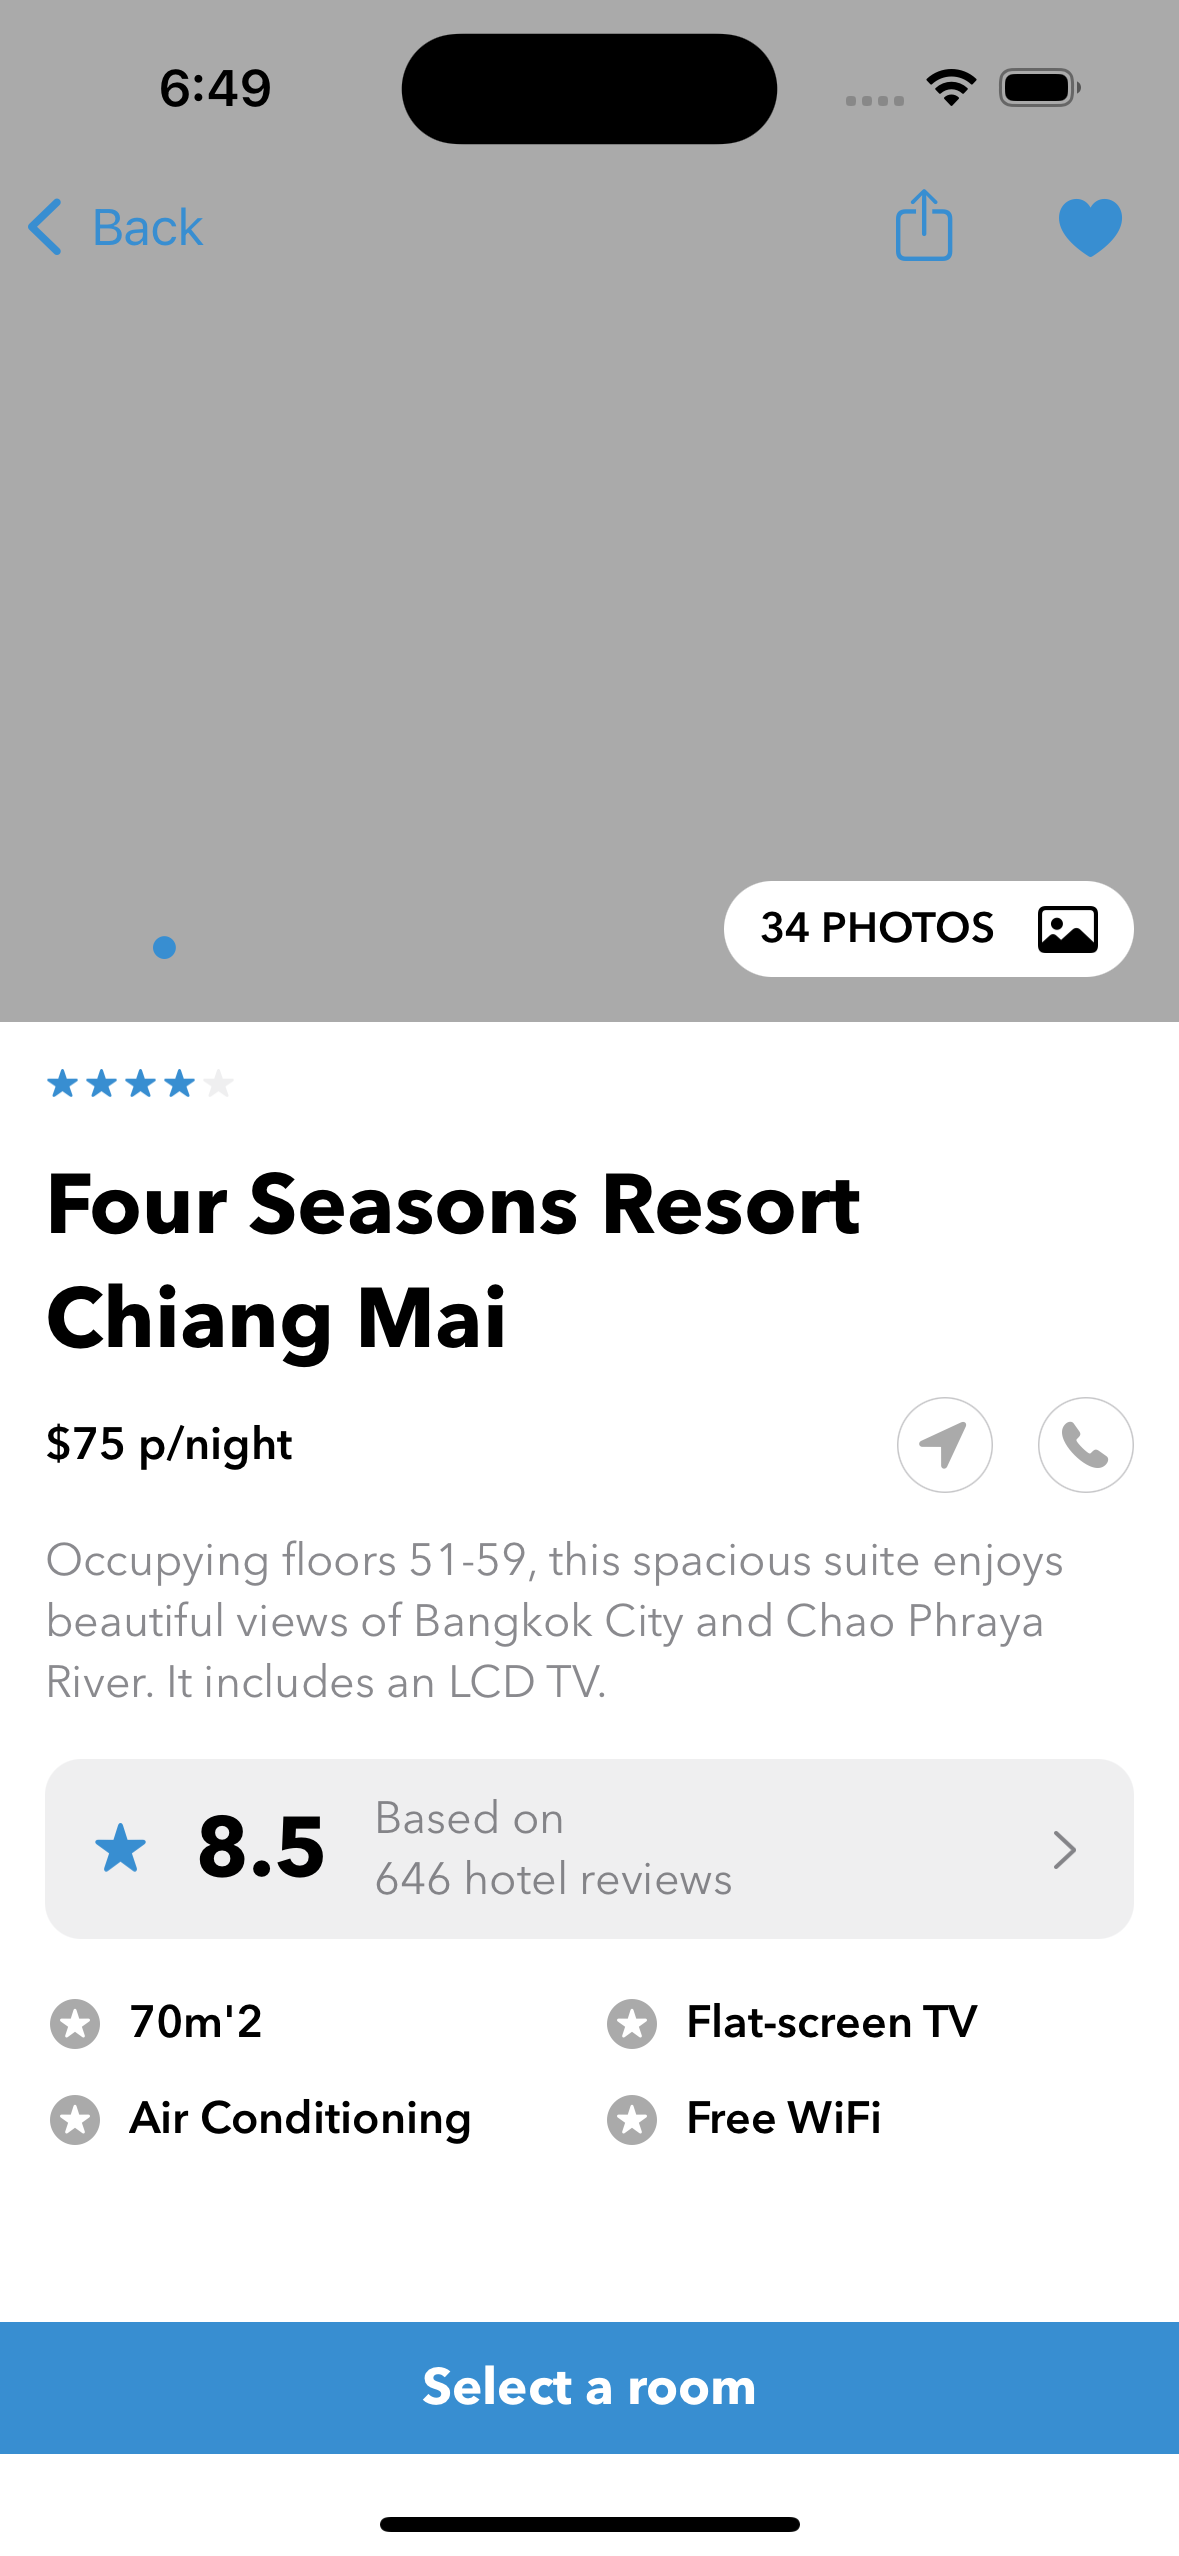 6:49
Back
34 PHOTOS
Four Seasons Resort
Chiang Mai
$75 p/night
Occupying floors 51-59, this spacious suite enjoys
beautiful views of Bangkok City and Chao Phraya
River. It includes an LCD TV.
8.5
Based on
646 hotel reviews
70m'2
Flat-screen TV
Air Conditioning
Free WiFi
Select a room